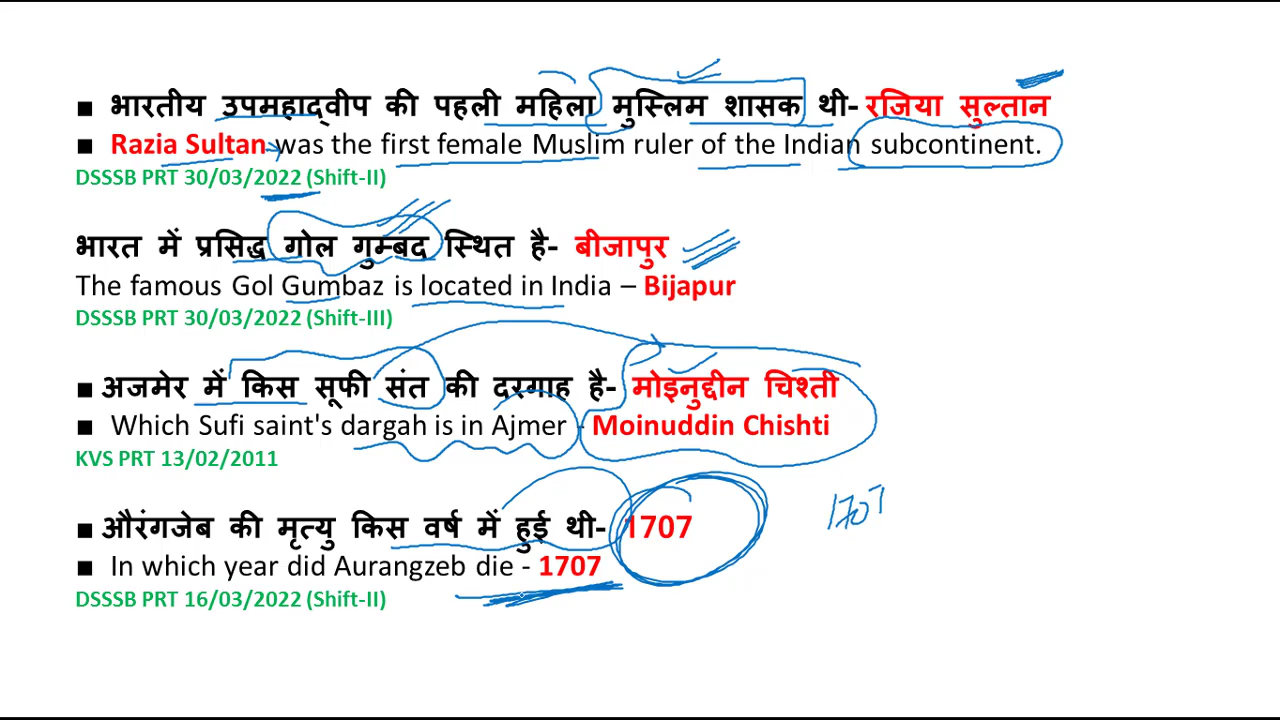 ■ भारतीय उपमहाद्वीप की पहली महिला मुस्लिम शासक थी- रजिया सुल्तान
■ Razia Sultan was the first female Muslim ruler of the Indian subcontinent.
DSSSB PRT 30/03/2022 (Shift-II)
भारत में प्रसिद्ध गोल गुम्बद स्थित है- बीजापुर
The famous Gol Gumbaz is located in India – Bijapur
DSSSB PRT 30/03/2022 (Shift-III)
■ अजमेर में किस सूफी संत की दरगाह है- मोइनुद्दीन चिश्ती
■ Which Sufi saint's dargah is in Ajmer - Moinuddin Chishti
KVS PRT 13/02/2011
■ औरंगजेब की मृत्यु किस वर्ष में हुई थी- 1707
1707
■ In which year did Aurangzeb die - 1707
DSSSB PRT 16/03/2022 (Shift-II)